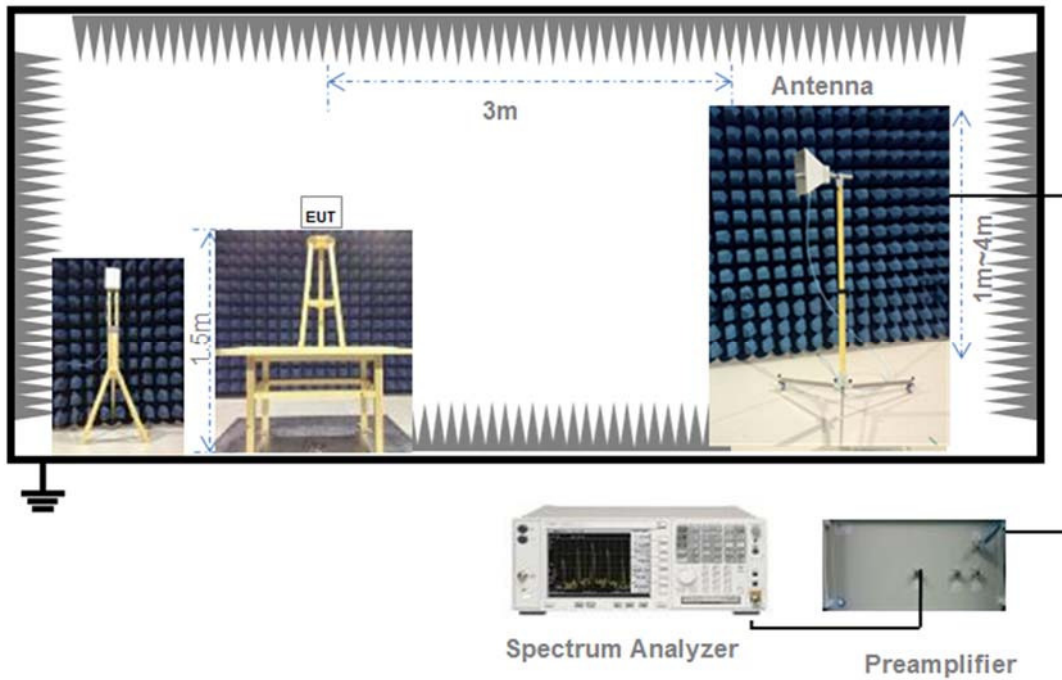 Antenna
3m
EUT
1.5m
1m~4m
Spectrum Analyzer
Preamplifier